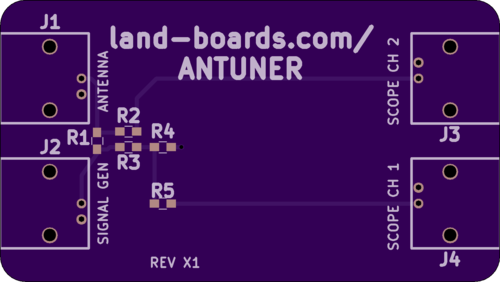 J1
land-boards.com/
ANTUNER
ANTENNA
SCOPE CH 2
R2
R1
R4
J3
J2
R3
SIGNAL GEN
R5
SCOPE CH 1
REV X1
J4